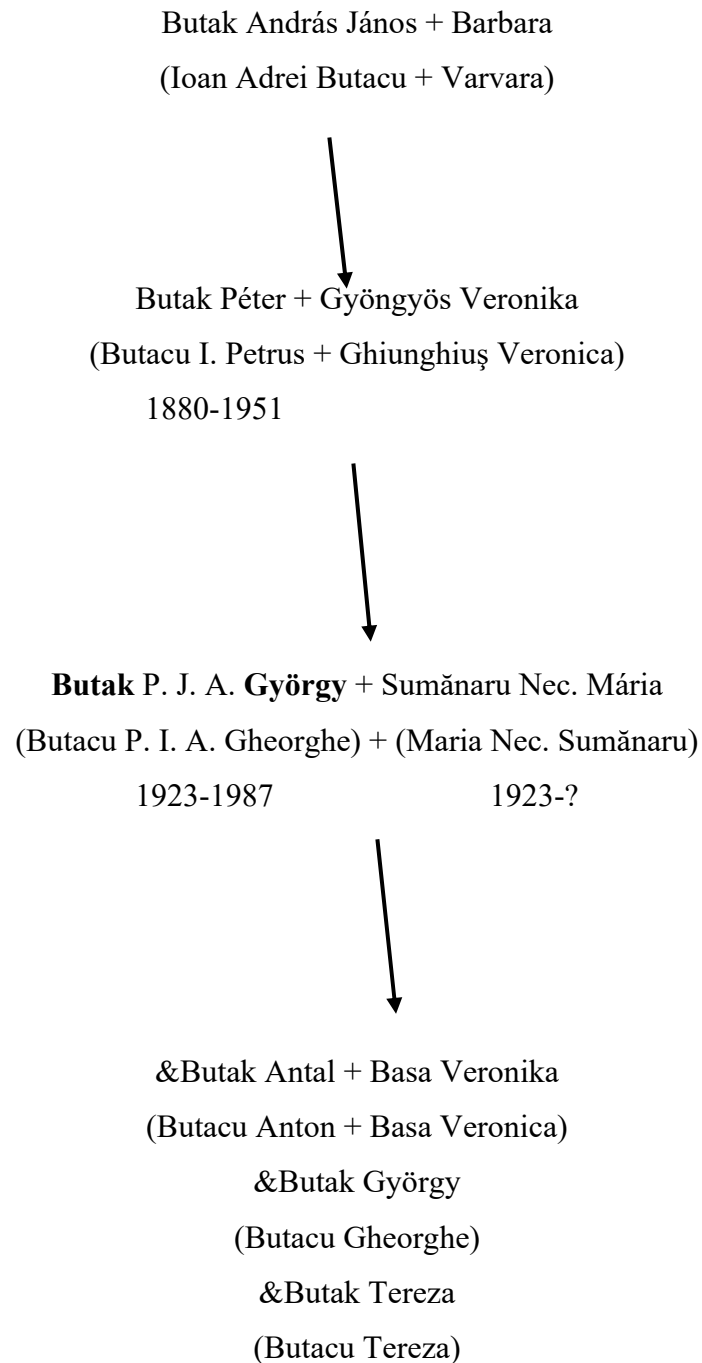 Butak András János + Barbara
(Ioan Adrei Butacu + Varvara)
Butak Péter + Gyöngyös Veronika
(Butacu I. Petrus + Ghiunghiuş Veronica)
1880-1951
Butak P. J. A. György + Sumănaru Nec. Mária
(Butacu P. I. A. Gheorghe) + (Maria Nec. Sumănaru)
1923-1987 1923-?
&Butak Antal + Basa Veronika
(Butacu Anton + Basa Veronica)
&Butak György
(Butacu Gheorghe)
&Butak Tereza
(Butacu Tereza)